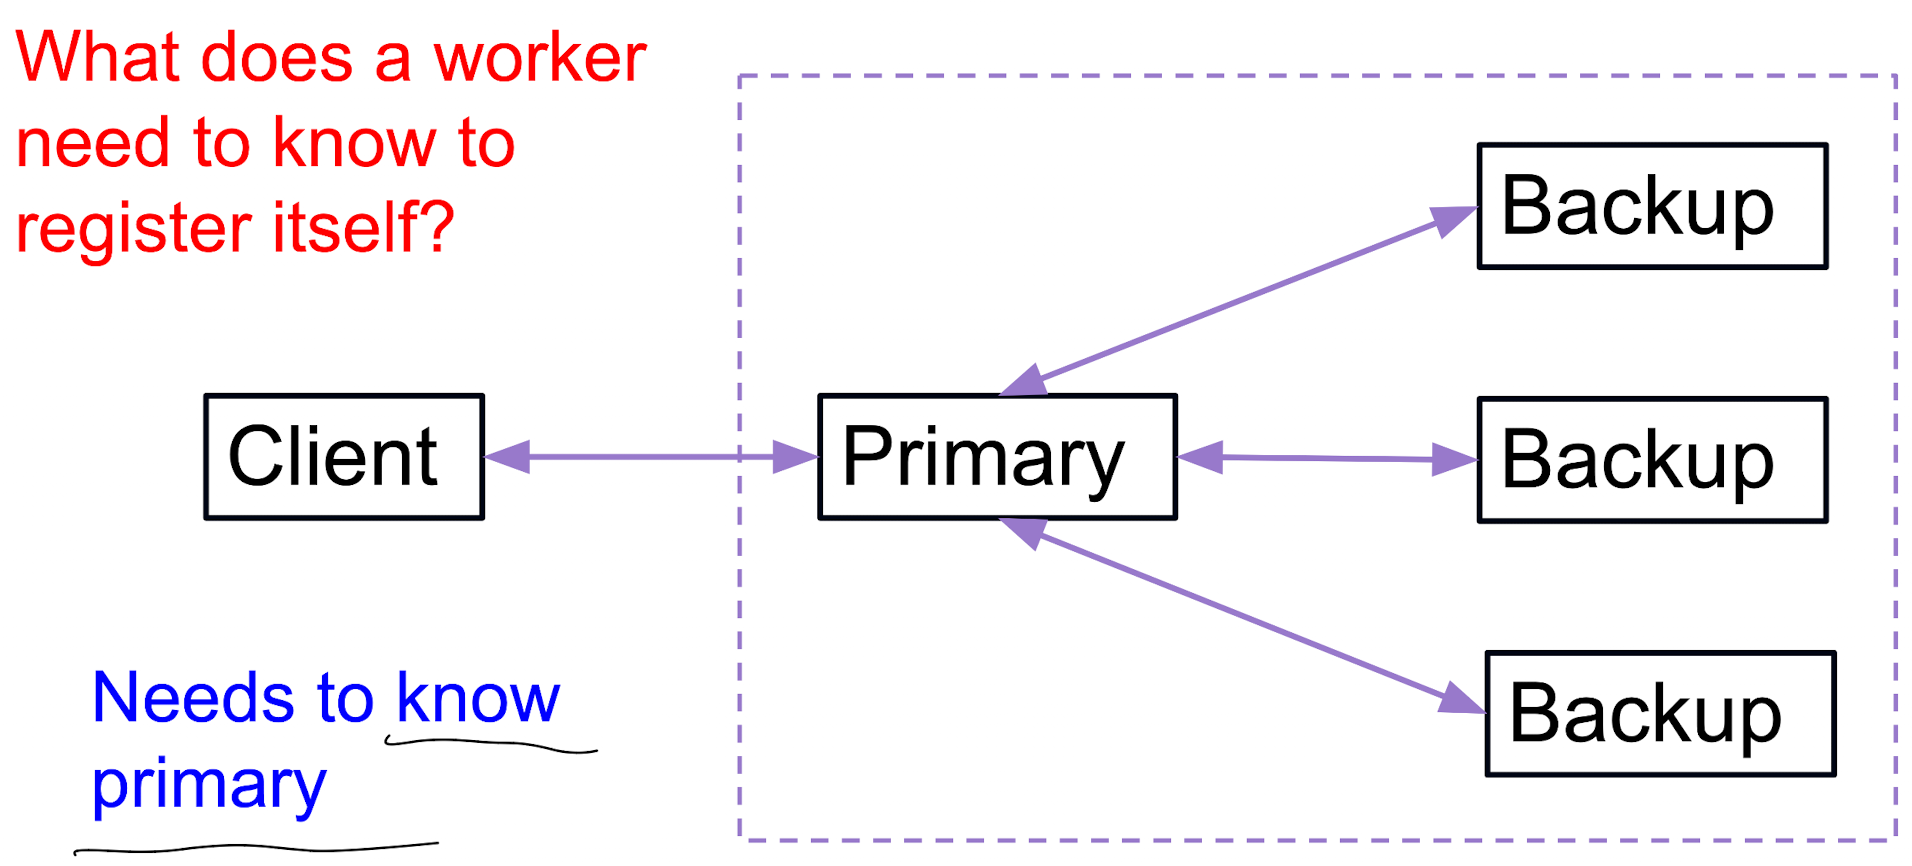 What does a worker
need to know to
register itself?
Backup
Client
Primary
Backup
Needs to know
primary
Backup